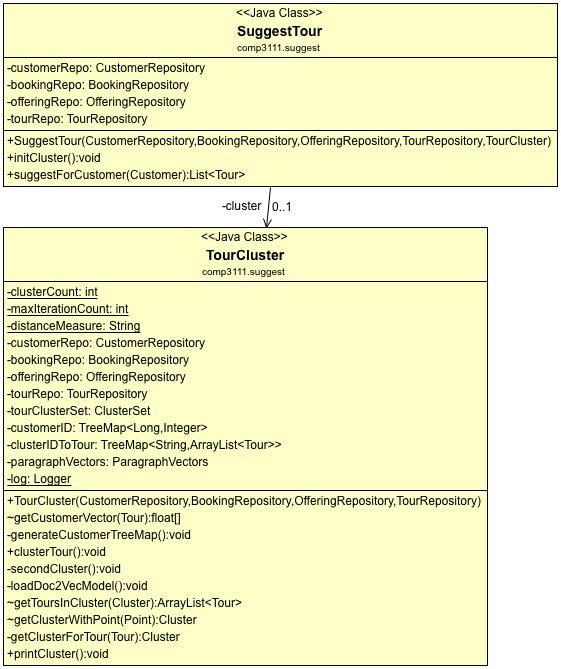 <<Java Class>>
SuggestTour
comp3111.suggest
-customerRepo: CustomerRepository
-bookingRepo: BookingRepository
-offeringRepo: OfferingRepository
-tourRepo: TourRepository
+SuggestTour(CustomerRepository,BookingRepository,OfferingRepository,TourRepository,TourCluster)
+initCluster():void
+suggestForCustomer(Customer):List<Tour>
-cluster 0..1
<<Java Class>>
TourCluster
comp3111.suggest
-clusterCount: int
-maxIterationCount: int
-distanceMeasure: String
-customerRepo: CustomerRepository
-bookingRepo: BookingRepository
-offeringRepo: OfferingRepository
-tourRepo: TourRepository
-tourClusterSet: ClusterSet
-customerID: TreeMap<Long,Integer>
-clusterIDToTour: TreeMap<String,ArrayList<Tour>>
-paragraphVectors: ParagraphVectors
-log: Logger
+TourCluster(CustomerRepository,BookingRepository,OfferingRepository,TourRepository)
~getCustomerVector(Tour):float[]
-generateCustomerTreeMap():void
+clusterTour():void
-secondCluster():void
-loadDoc2VecModel():void
~getToursInCluster(Cluster):ArrayList<Tour>
~getClusterWithPoint(Point):Cluster
-getClusterForTour(Tour):Cluster
+printCluster():void